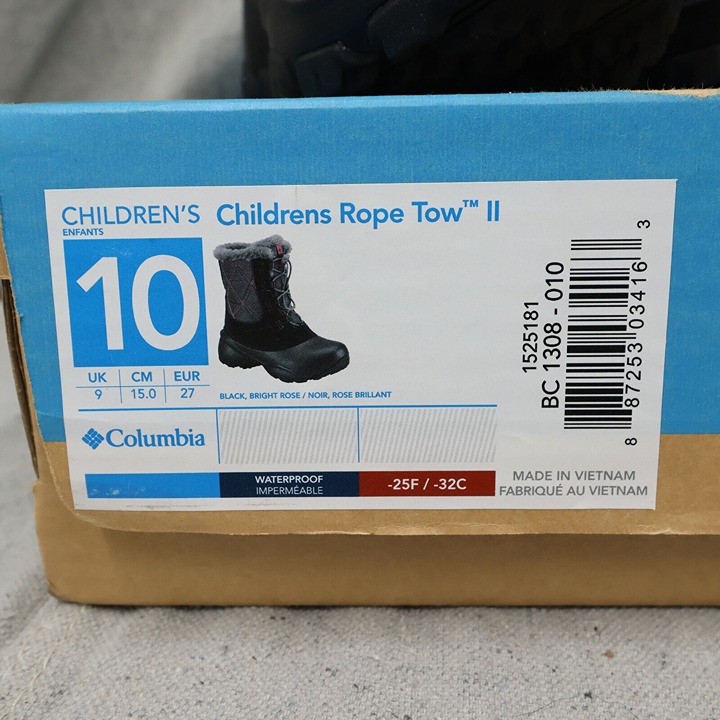 CHILDREN'S
ENFANTS
Childrens Rope Tow™ II
10
UK CM EUR
9 15.0 27
BLACK, BRIGHT ROSE / NOIR, ROSE BRILLANT
Columbia
WATERPROOF
IMPERMÉABLE
-25F / -32C
MADE IN VIETNAM
FABRIQUÉ AU VIETNAM
1525181
BC 1308 - 010
8 87253 03416 3